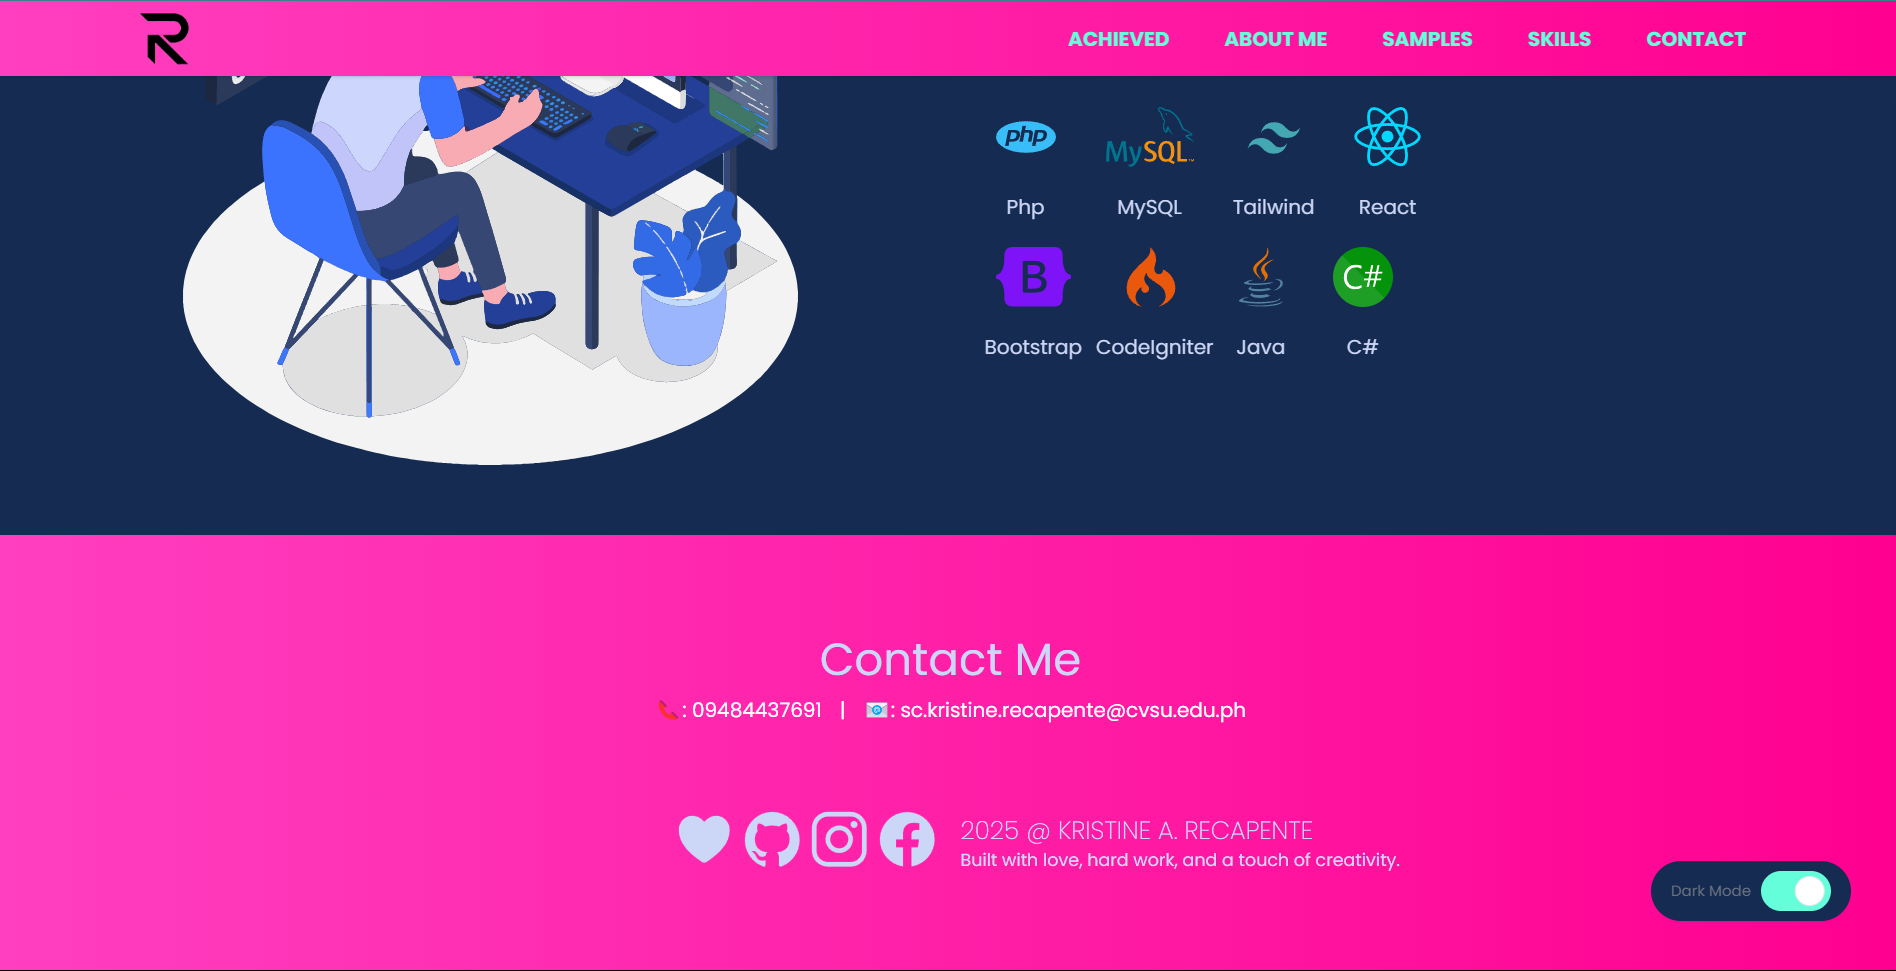 R
ACHIEVED ABOUT ME SAMPLES SKILLS CONTACT
php MySQL™
Php MySQL Tailwind React
B C#
Bootstrap CodeIgniter Java C#
Contact Me
: 09484437691 | : sc.kristine.recapente@cvsu.edu.ph
2025 @ KRISTINE A. RECAPENTE
Built with love, hard work, and a touch of creativity.
Dark Mode